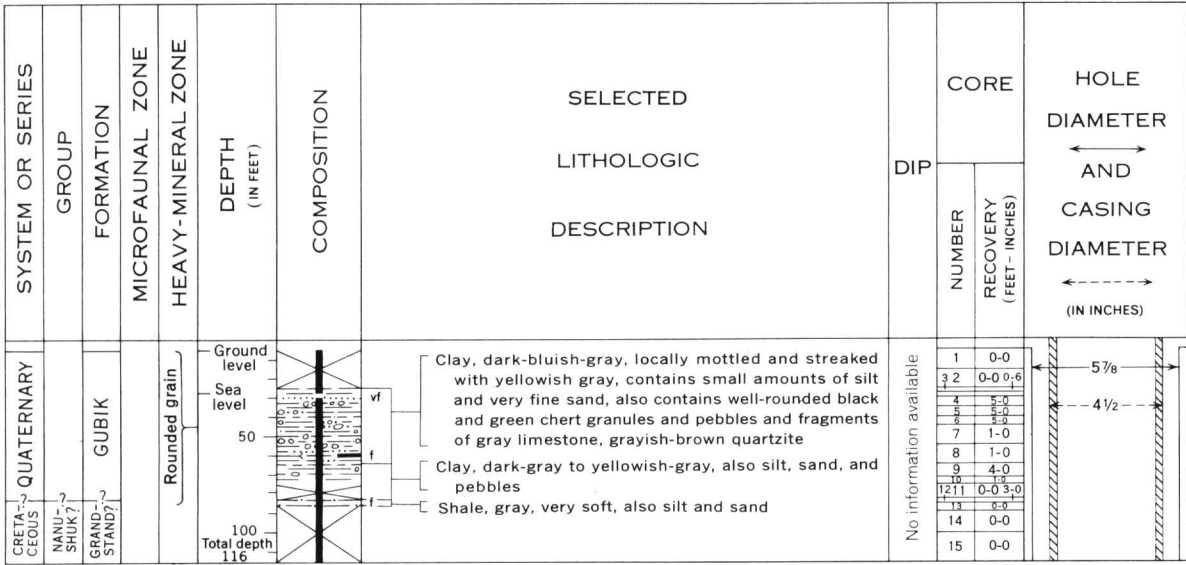 SYSTEM OR SERIES
GROUP
FORMATION
MICROFAUNAL ZONE
HEAVY-MINERAL ZONE
DEPTH
(IN FEET)
COMPOSITION
SELECTED
LITHOLOGIC
DESCRIPTION
DIP
CORE
NUMBER
RECOVERY
(FEET – INCHES)
HOLE
DIAMETER
AND
CASING
DIAMETER
(IN INCHES)
QUATERNARY
CRETA-?
CEOUS
NANU-?
SHUK?
GUBIK
GRAND-?
STAND?
Rounded grain
Ground
level
Sea
level
50
100
Total depth
116
vf
f
f
Clay, dark-bluish-gray, locally mottled and streaked
with yellowish gray, contains small amounts of silt
and very fine sand, also contains well-rounded black
and green chert granules and pebbles and fragments
of gray limestone, grayish-brown quartzite
Clay, dark-gray to yellowish-gray, also silt, sand, and
pebbles
Shale, gray, very soft, also silt and sand
No information available
1 0-0
3 2 0-0 0-6
4 5-0
5 5-0
6 5-0
7 1-0
8 1-0
9 4-0
10 1-0
12 11 0-0 3-0
13 0-0
14 0-0
15 0-0
5 7/8
4 1/2